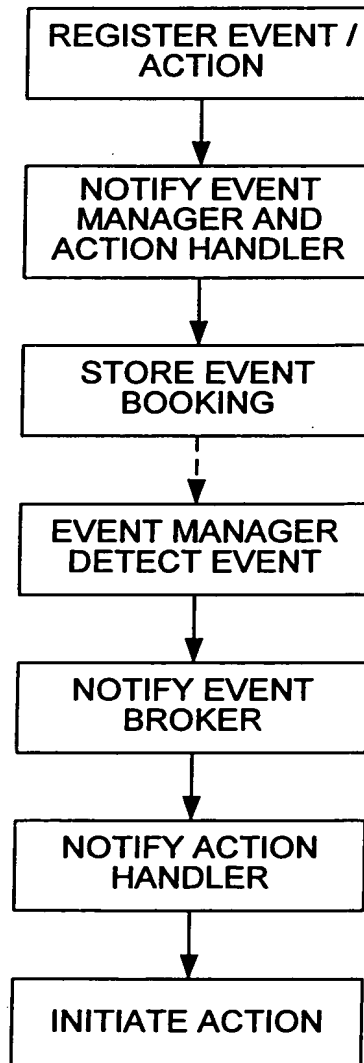 REGISTER EVENT /
ACTION
NOTIFY EVENT
MANAGER AND
ACTION HANDLER
STORE EVENT
BOOKING
EVENT MANAGER
DETECT EVENT
NOTIFY EVENT
BROKER
NOTIFY ACTION
HANDLER
INITIATE ACTION